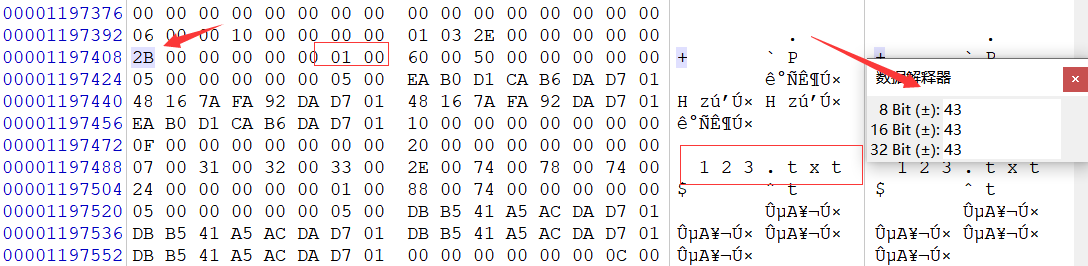 00001197376 00 00 00 00 00 00 00 00 00 00 00 00 00 00 00 00
00001197392 06 00 00 10 00 00 00 00 01 03 2E 00 00 00 00 00 . .
00001197408 2B 00 00 00 00 00 01 00 60 00 50 00 00 00 00 00 + ` P +
00001197424 05 00 00 00 00 00 05 00 EA B0 D1 CA B6 DA D7 01 ê°ÑÊ¶Ú×
00001197440 48 16 7A FA 92 DA D7 01 48 16 7A FA 92 DA D7 01 H zú’Ú× H zú’Ú×
00001197456 EA B0 D1 CA B6 DA D7 01 10 00 00 00 00 00 00 00 ê°ÑÊ¶Ú×
00001197472 0F 00 00 00 00 00 00 00 20 00 00 00 00 00 00 00
00001197488 07 00 31 00 32 00 33 00 2E 00 74 00 78 00 74 00 1 2 3 . t x t 1 2 3 . t x t
00001197504 24 00 00 00 00 00 01 00 88 00 74 00 00 00 00 00 $ ˆ t $ ˆ t
00001197520 05 00 00 00 00 00 05 00 DB B5 41 A5 AC DA D7 01 ÛµA¥¬Ú× ÛµA¥¬Ú×
00001197536 DB B5 41 A5 AC DA D7 01 DB B5 41 A5 AC DA D7 01 ÛµA¥¬Ú× ÛµA¥¬Ú× ÛµA¥¬Ú× ÛµA¥¬Ú×
00001197552 DB B5 41 A5 AC DA D7 01 00 00 00 00 00 00 0C 00 ÛµA¥¬Ú× ÛµA¥¬Ú×
数据解释器 ×
8 Bit (±): 43
16 Bit (±): 43
32 Bit (±): 43